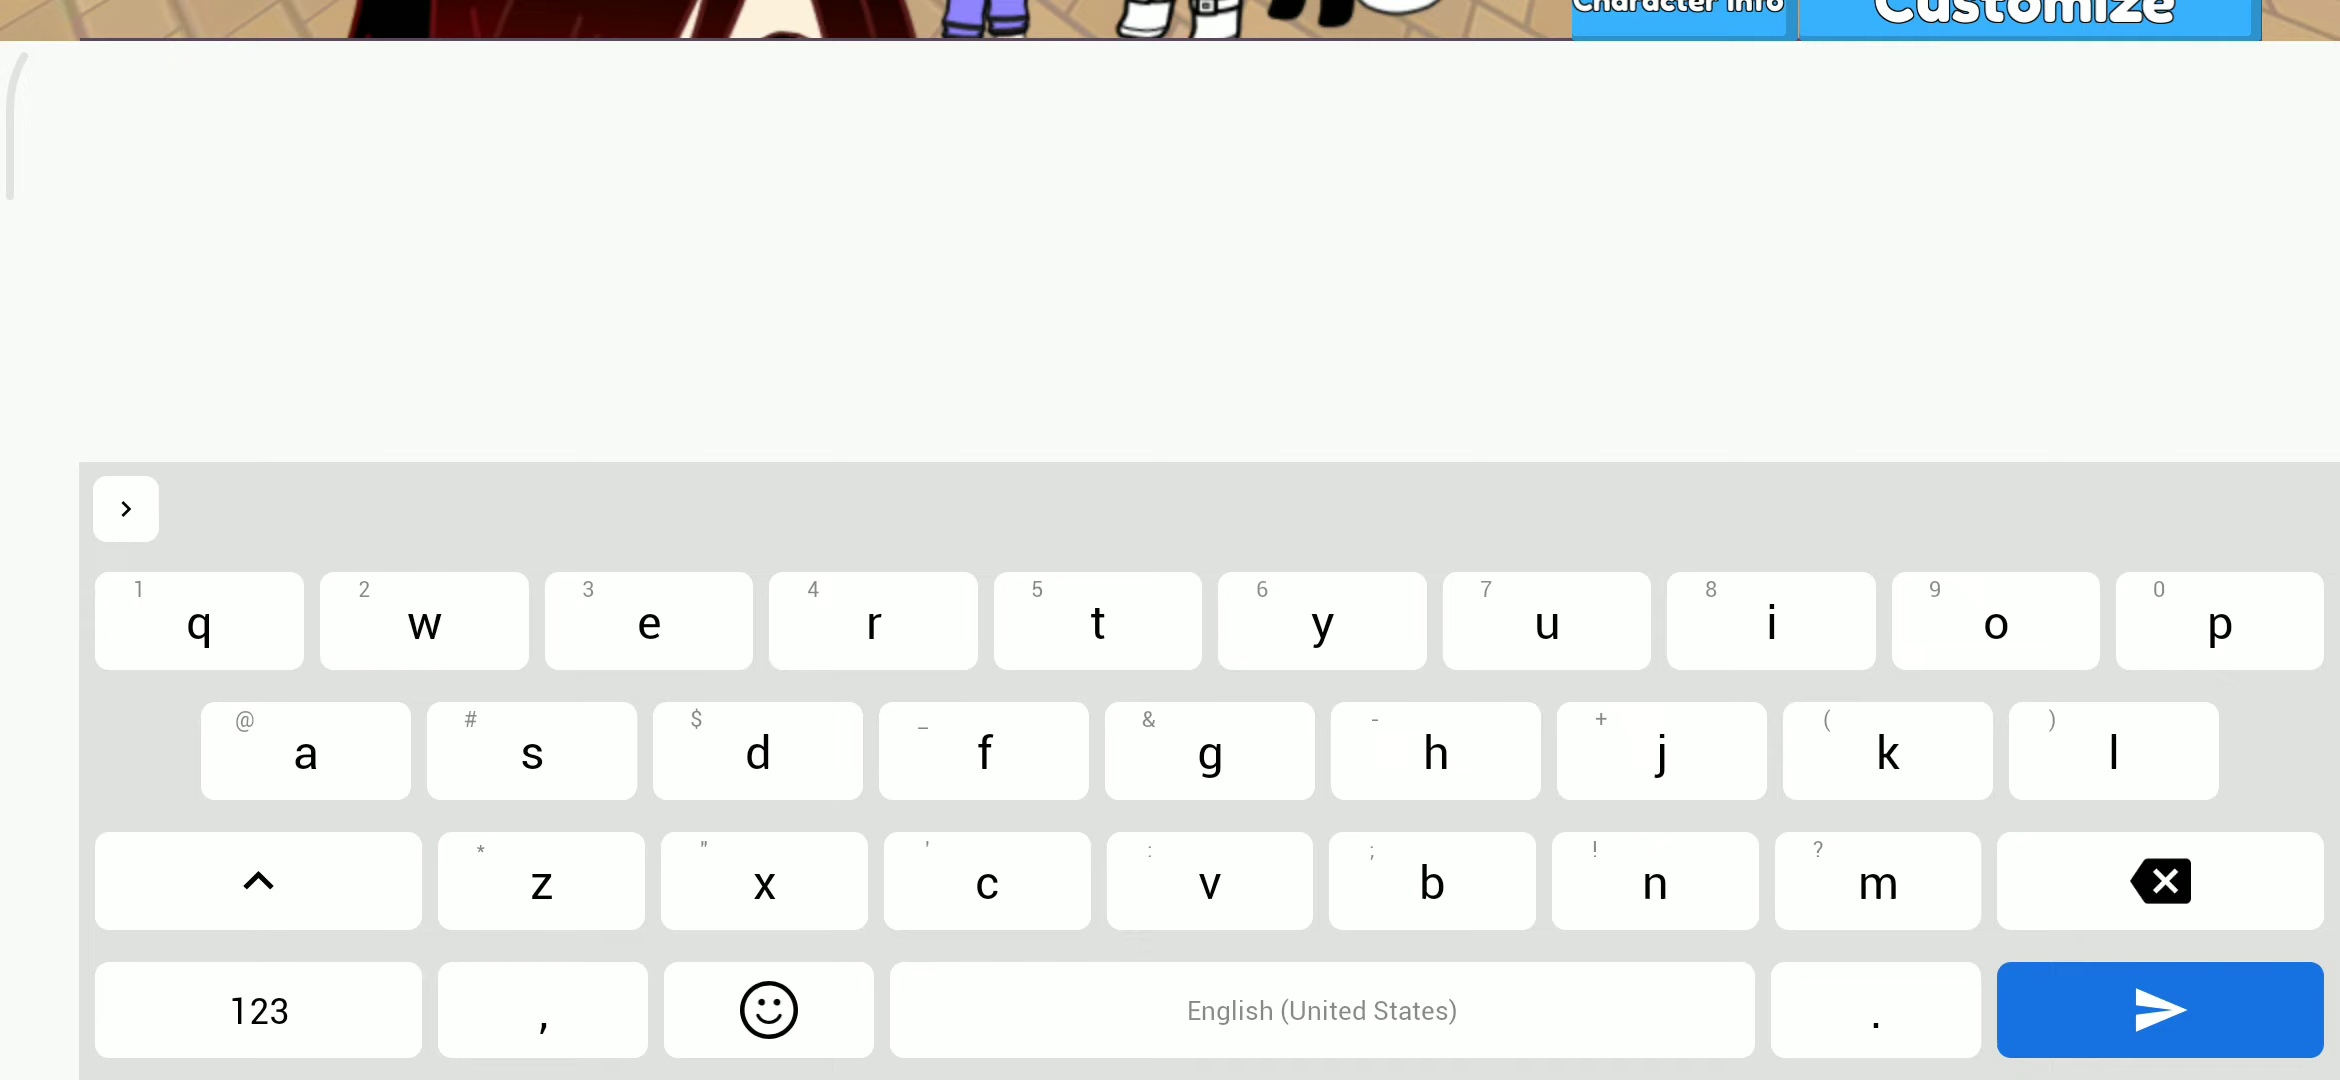 Character Info Customize
1 2 3 4 5 6 7 8 9 0
q w e r t y u i o p
@ # $ _ & - + ( )
a s d f g h j k l
* " ' : ; ! ?
z x c v b n m
123 , English (United States) .